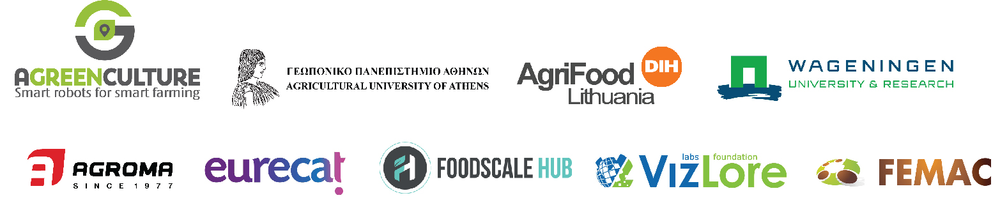 AGREENCULTURE
Smart robots for smart farming
ΓΕΩΠΟΝΙΚΟ ΠΑΝΕΠΙΣΤΗΜΙΟ ΑΘΗΝΩΝ
AGRICULTURAL UNIVERSITY OF ATHENS
AgriFood DIH
Lithuania
WAGENINGEN
UNIVERSITY & RESEARCH
AGROMA
SINCE 1977
eurecat
FOODSCALE HUB
labs foundation
VizLore
FEMAC